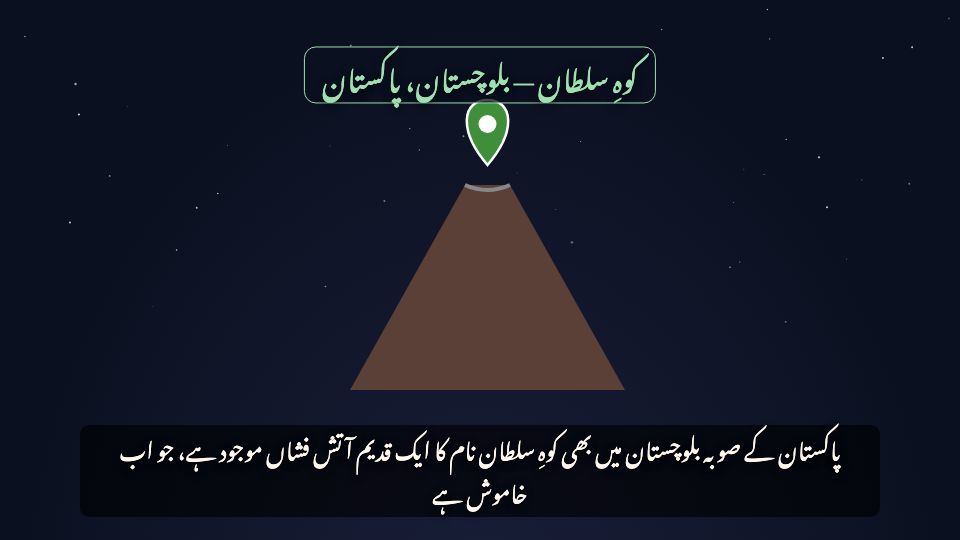 کوہِ سلطان — بلوچستان، پاکستان
پاکستان کے صوبہ بلوچستان میں بھی کوہِ سلطان نام کا ایک قدیم آتش فشاں موجود ہے، جو اب
خاموش ہے